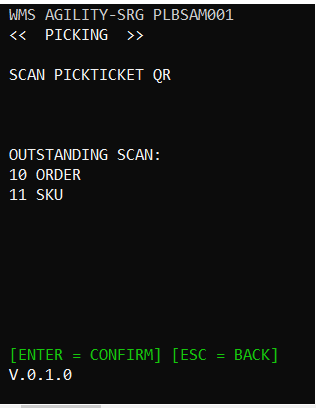 WMS AGILITY-SRG PLBSAM001
<<  PICKING  >>
SCAN PICKTICKET QR
OUTSTANDING SCAN:
10 ORDER
11 SKU
[ENTER = CONFIRM] [ESC = BACK]
V.0.1.0